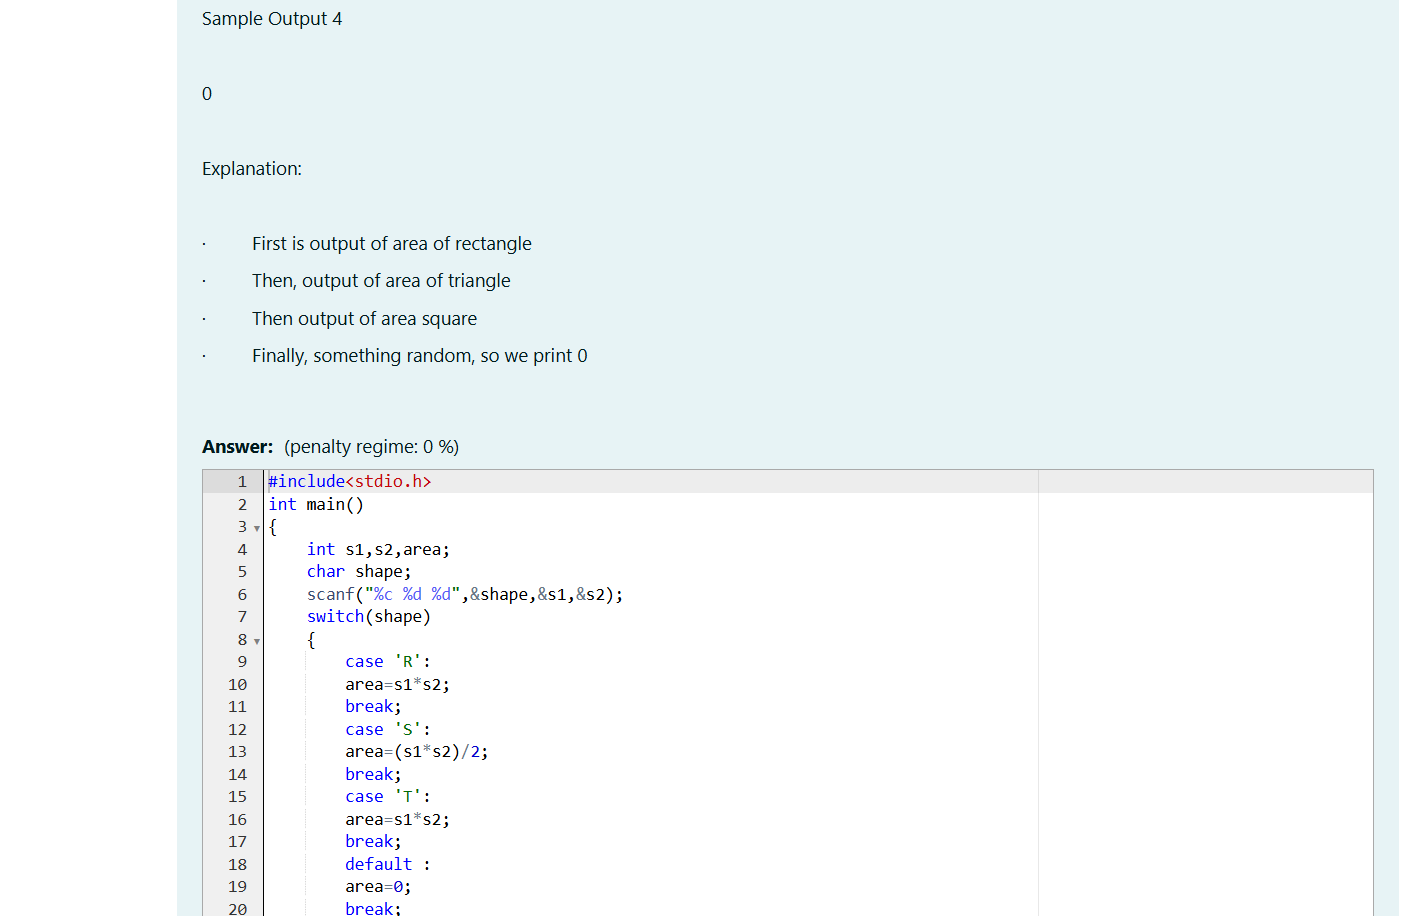 Sample Output 4
0
Explanation:
· First is output of area of rectangle
· Then, output of area of triangle
· Then output of area square
· Finally, something random, so we print 0
Answer: (penalty regime: 0 %)
1 #include<stdio.h>
2 int main()
3 {
4 int s1,s2,area;
5 char shape;
6 scanf("%c %d %d",&shape,&s1,&s2);
7 switch(shape)
8 {
9 case 'R':
10 area=s1*s2;
11 break;
12 case 'S':
13 area=(s1*s2)/2;
14 break;
15 case 'T':
16 area=s1*s2;
17 break;
18 default :
19 area=0;
20 break;